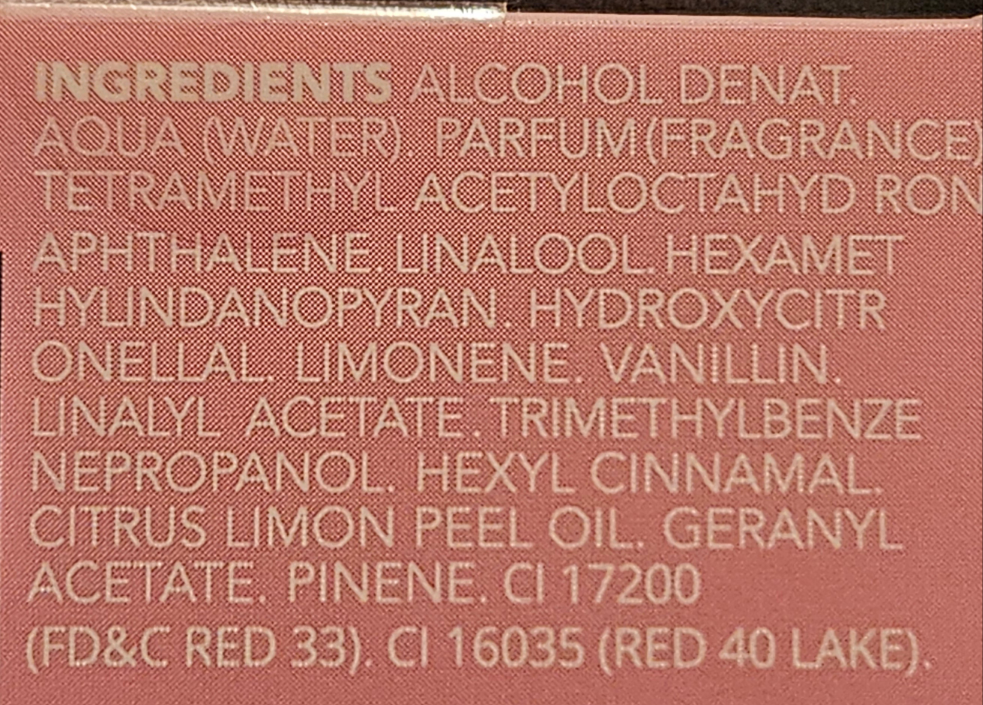 INGREDIENTS ALCOHOL DENAT.
AQUA (WATER). PARFUM(FRAGRANCE)
TETRAMETHYL ACETYLOCTAHYD RON
APHTHALENE. LINALOOL. HEXAMET
HYLINDANOPYRAN. HYDROXYCITR
ONELLAL. LIMONENE. VANILLIN.
LINALYL ACETATE. TRIMETHYLBENZE
NEPROPANOL. HEXYL CINNAMAL.
CITRUS LIMON PEEL OIL. GERANYL
ACETATE. PINENE. CI 17200
(FD&C RED 33). CI 16035 (RED 40 LAKE).